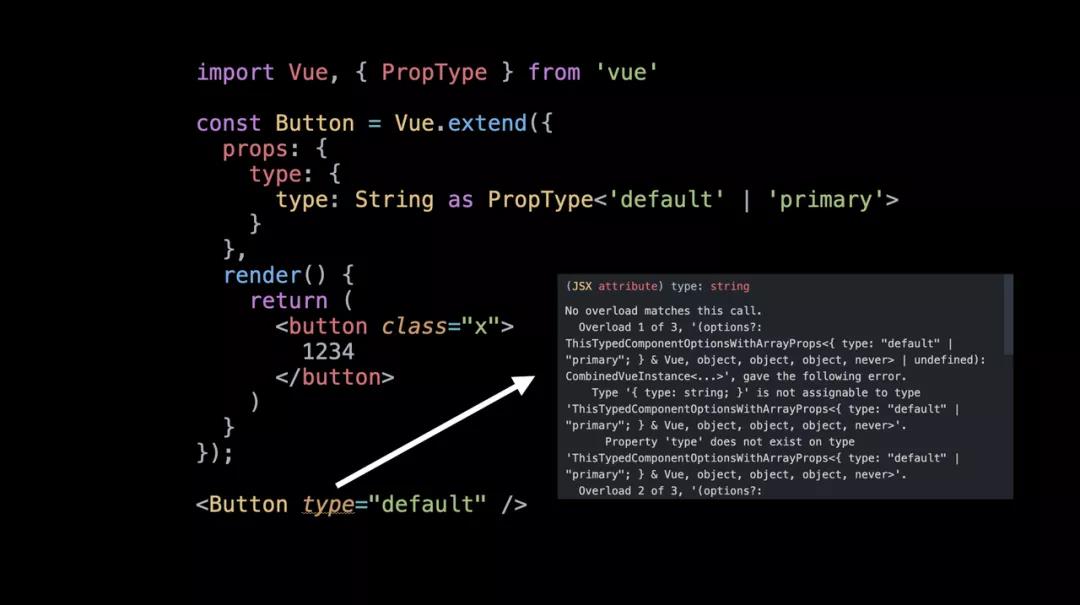 import Vue, { PropType } from 'vue'
const Button = Vue.extend({
props: {
type: {
type: String as PropType<'default' | 'primary'>
}
},
render() {
return (
<button class="x">
1234
</button>
)
}
});
<Button type="default" />
(JSX attribute) type: string
No overload matches this call.
Overload 1 of 3, '(options?:
ThisTypedComponentOptionsWithArrayProps<{ type: "default" |
"primary"; } & Vue, object, object, object, never> | undefined):
CombinedVueInstance<...>', gave the following error.
Type '{ type: string; }' is not assignable to type
'ThisTypedComponentOptionsWithArrayProps<{ type: "default" |
"primary"; } & Vue, object, object, object, never>'.
Property 'type' does not exist on type
'ThisTypedComponentOptionsWithArrayProps<{ type: "default" |
"primary"; } & Vue, object, object, object, never>'.
Overload 2 of 3, '(options?: